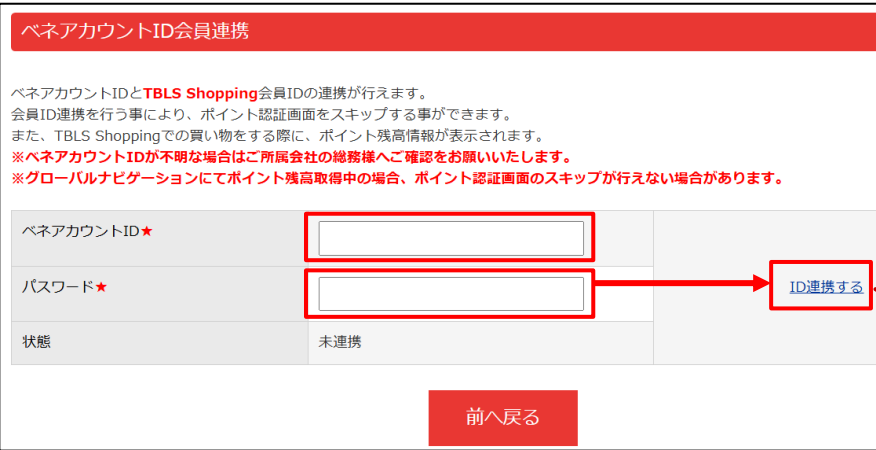 ベネアカウントID会員連携
ベネアカウントIDとTBLS Shopping会員IDの連携が行えます。
会員ID連携を行う事により、ポイント認証画面をスキップする事ができます。
また、TBLS Shoppingでの買い物をする際に、ポイント残高情報が表示されます。
※ベネアカウントIDが不明な場合はご所属会社の総務様へご確認をお願いいたします。
※グローバルナビゲーションにてポイント残高取得中の場合、ポイント認証画面のスキップが行えない場合があります。
ベネアカウントID★
パスワード★
ID連携する
状態
未連携
前へ戻る